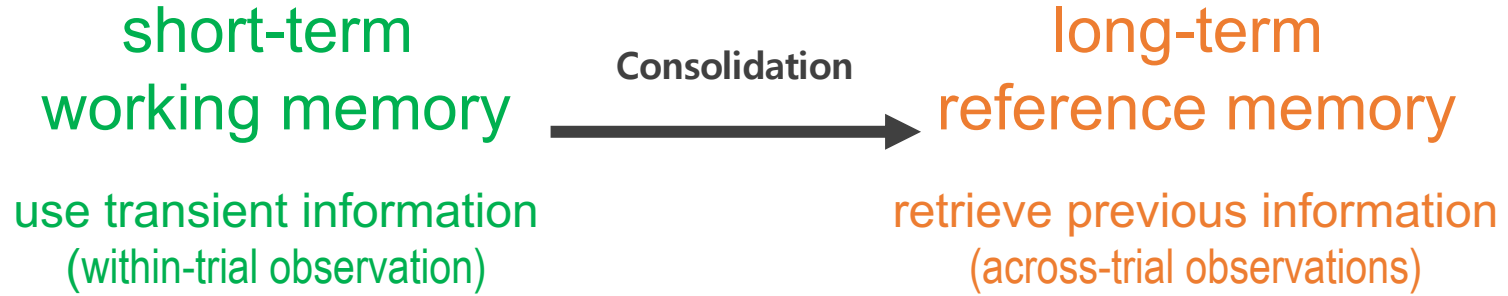 short-term
working memory
use transient information
(within-trial observation)
Consolidation
long-term
reference memory
retrieve previous information
(across-trial observations)